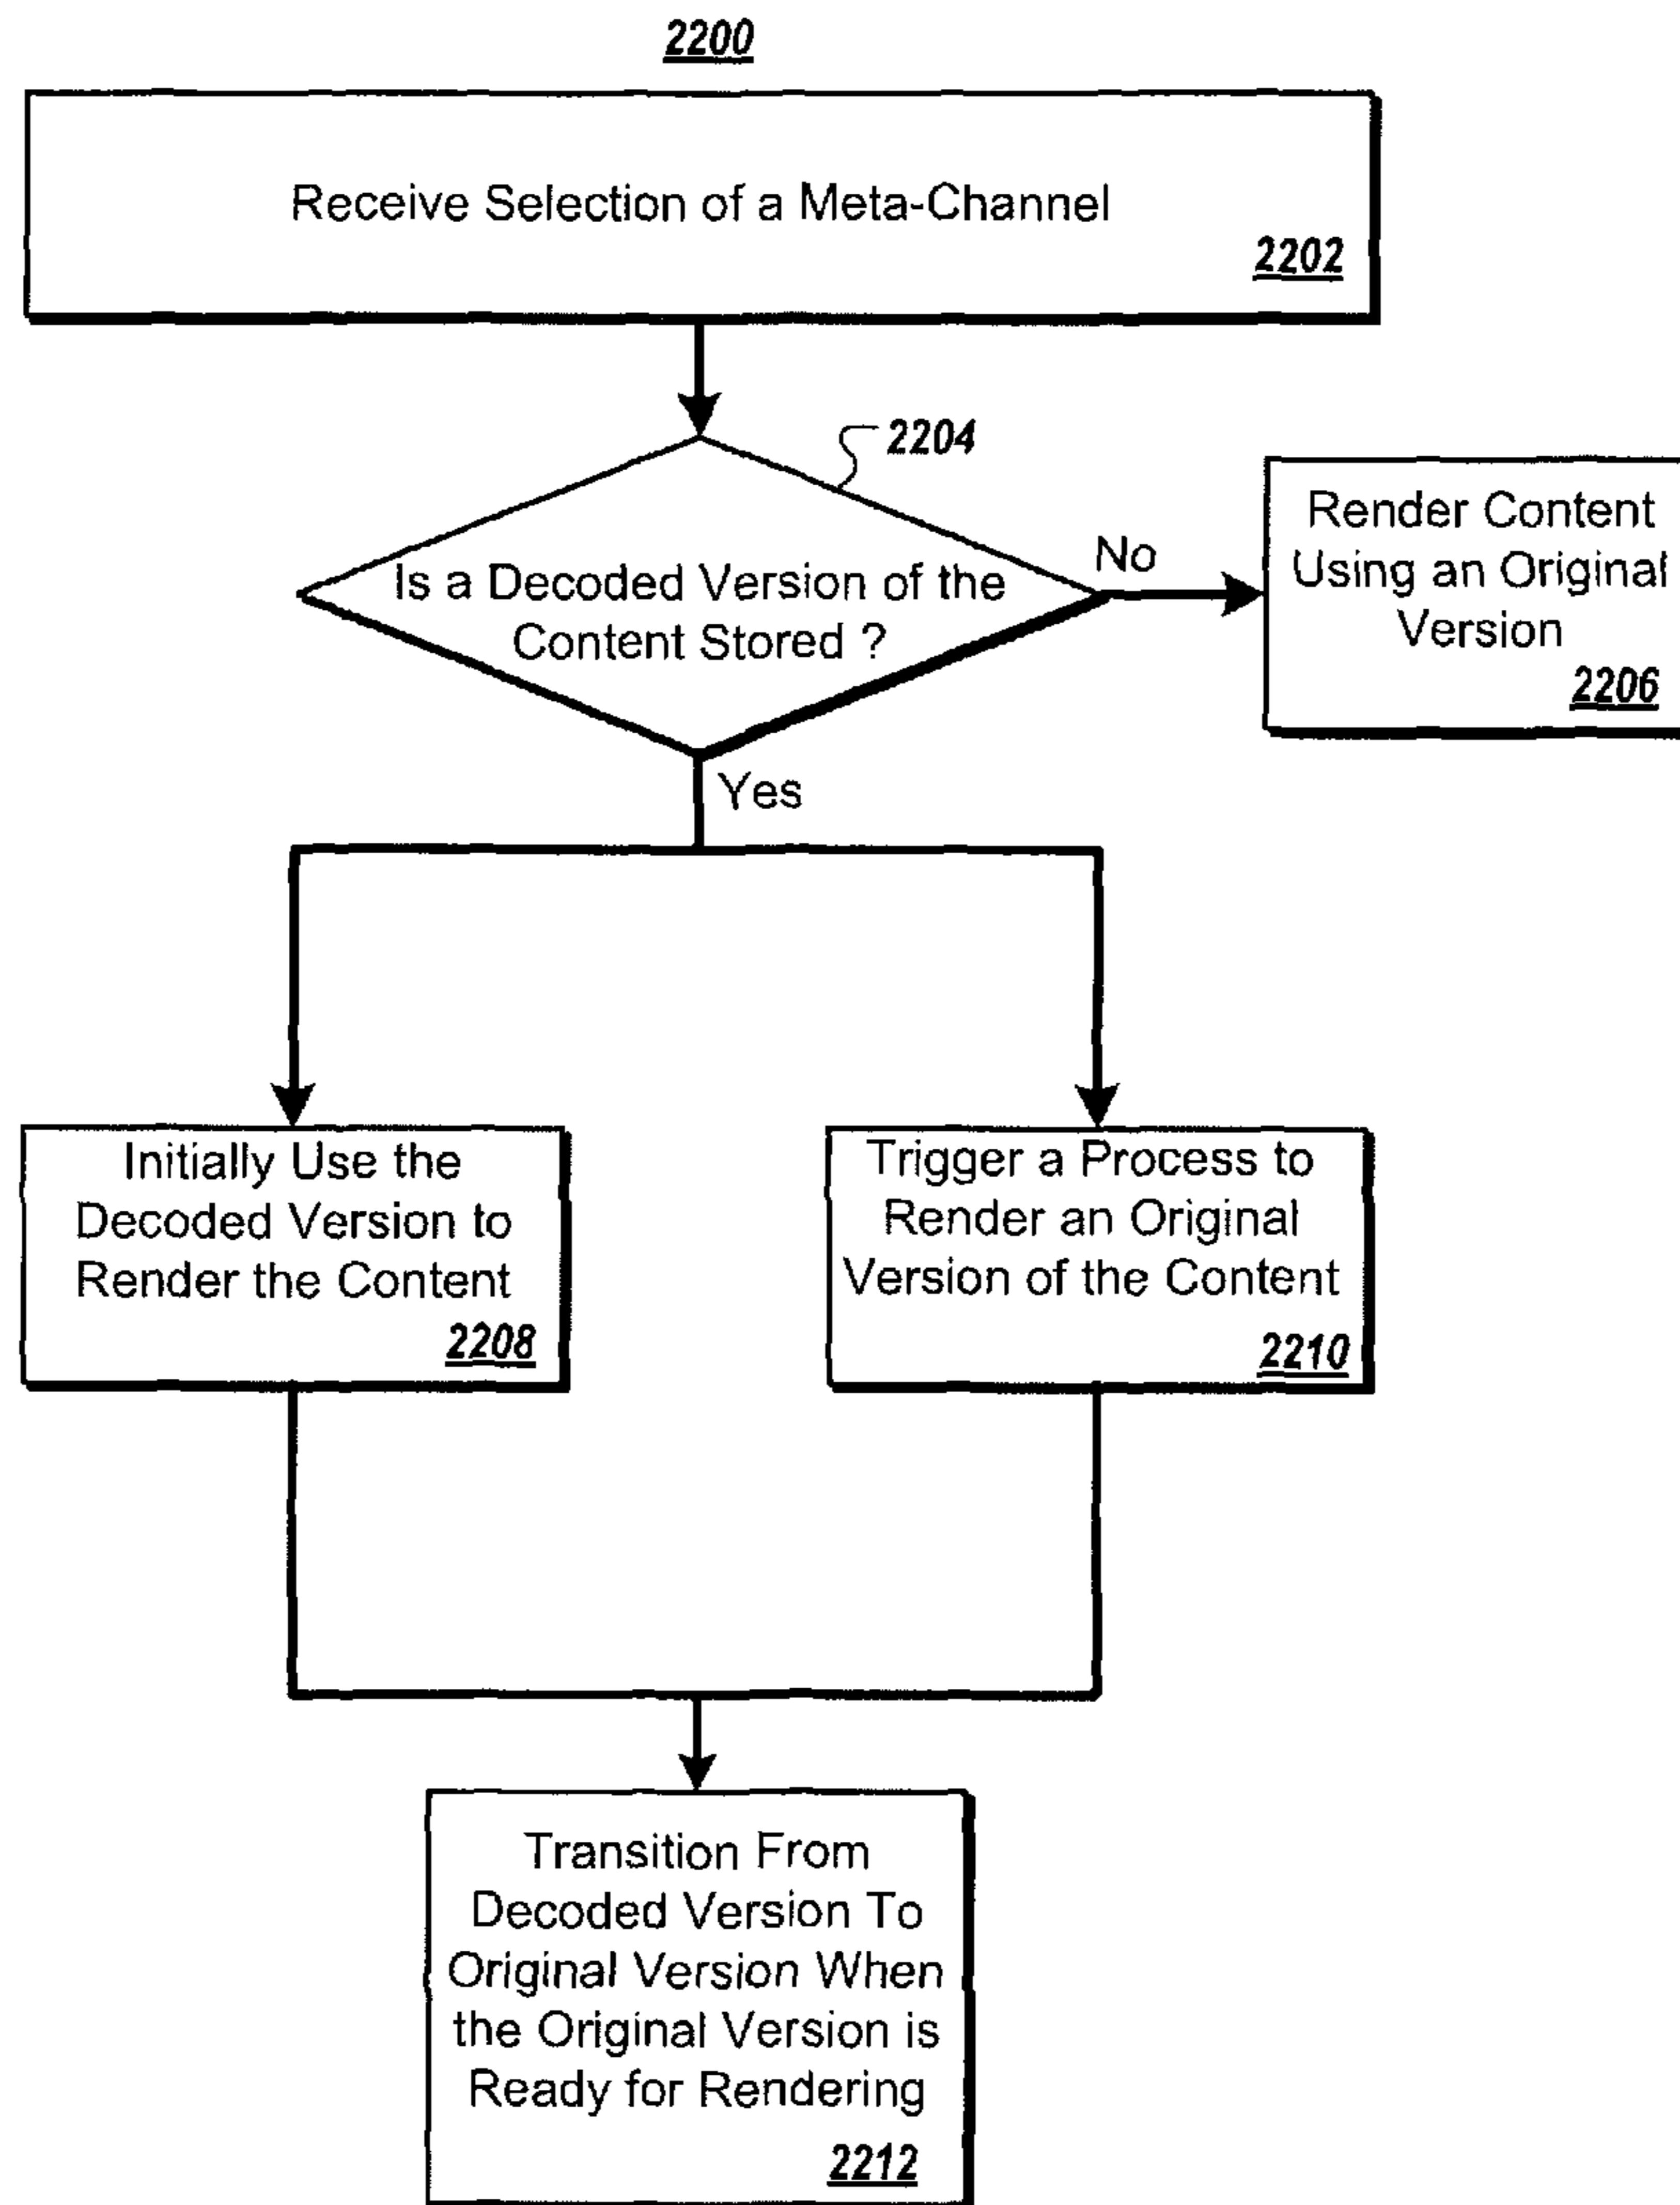 2200
Receive Selection of a Meta-Channel
2202
2204
Is a Decoded Version of the
Content Stored ?
No
Render Content
Using an Original
Version
2206
Yes
Initially Use the
Decoded Version to
Render the Content
2208
Trigger a Process to
Render an Original
Version of the Content
2210
Transition From
Decoded Version To
Original Version When
the Original Version is
Ready for Rendering
2212